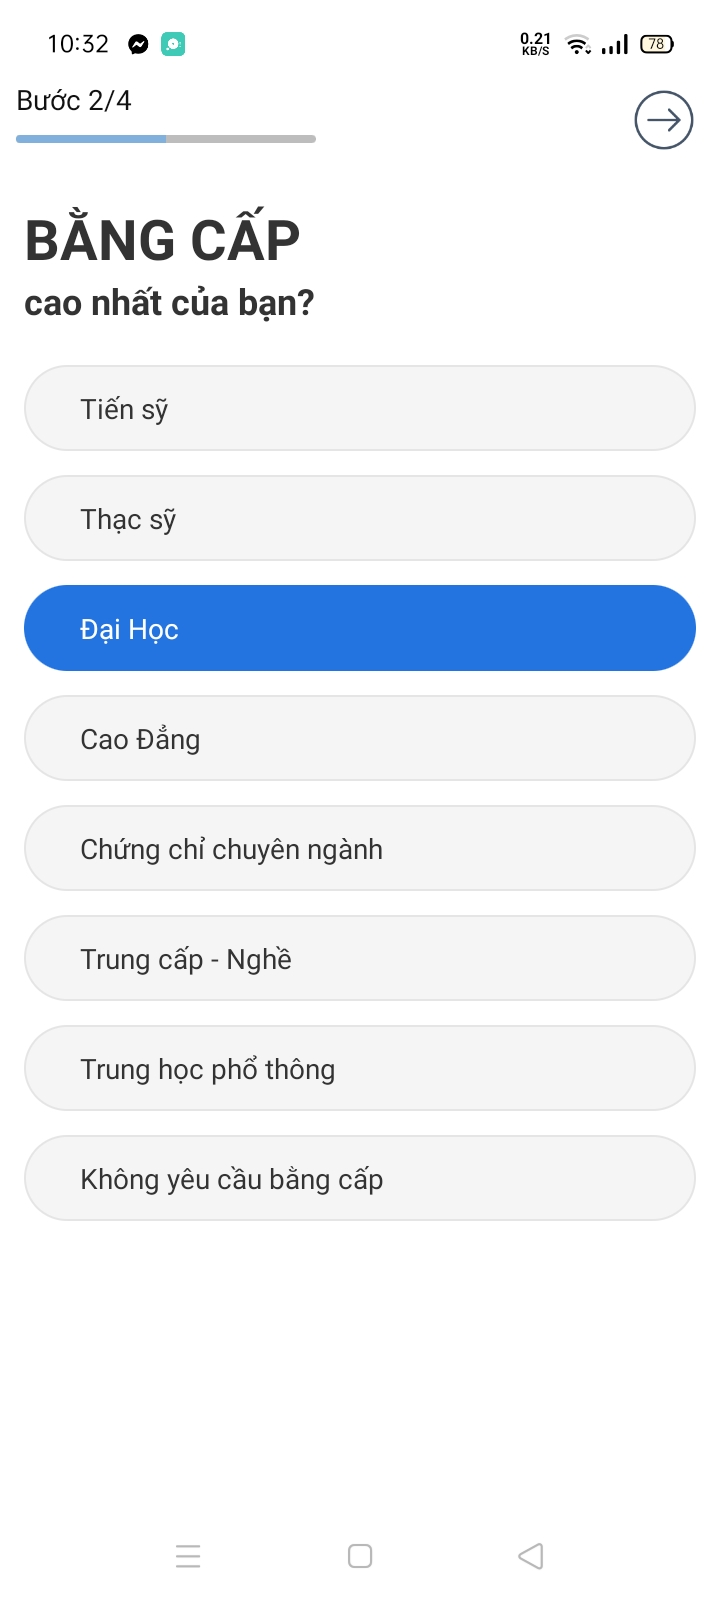 10:32
0.21
KB/S
78
Bước 2/4
BẰNG CẤP
cao nhất của bạn?
Tiến sỹ
Thạc sỹ
Đại Học
Cao Đẳng
Chứng chỉ chuyên ngành
Trung cấp - Nghề
Trung học phổ thông
Không yêu cầu bằng cấp